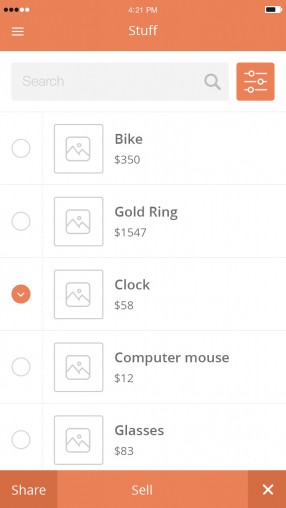 4:21 PM
Stuff
Search
Bike
$350
Gold Ring
$1547
Clock
$58
Computer mouse
$12
Glasses
$83
Share Sell